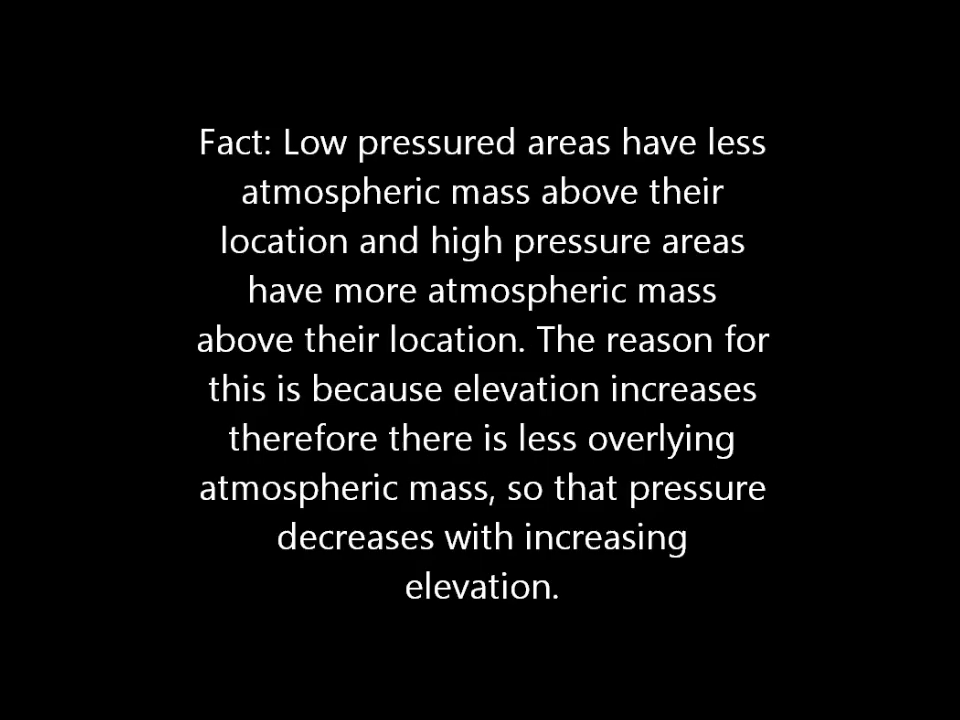 Fact: Low pressured areas have less
atmospheric mass above their
location and high pressure areas
have more atmospheric mass
above their location. The reason for
this is because elevation increases
therefore there is less overlying
atmospheric mass, so that pressure
decreases with increasing
elevation.